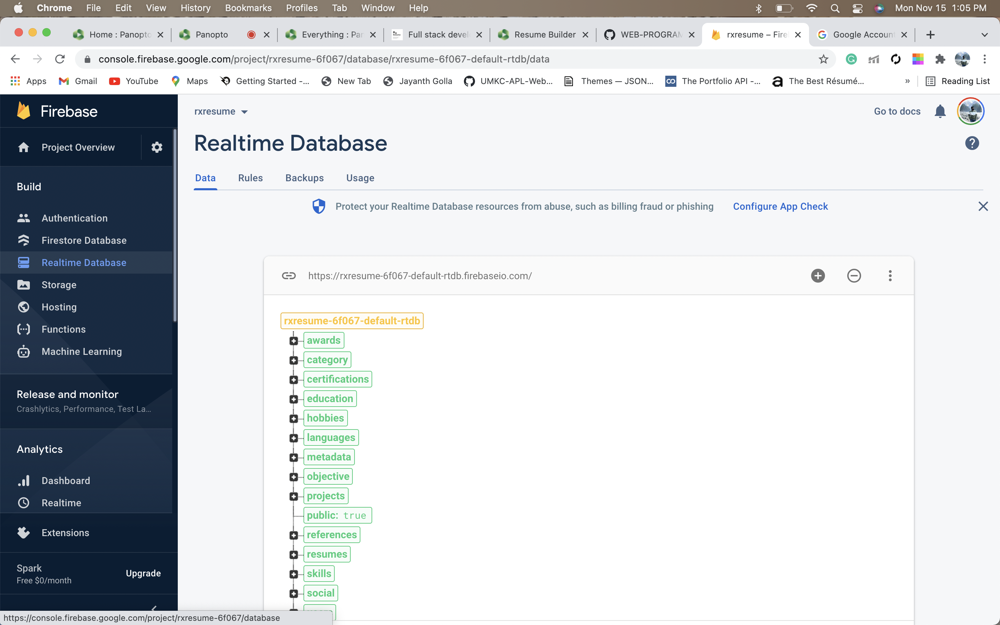 Chrome File Edit View History Bookmarks Profiles Tab Window Help Mon Nov 15 1:05 PM
Home : Panopto Panopto Everything : Pan Full stack devel Resume Builder WEB-PROGRAM rxresume – Fire Google Account
console.firebase.google.com/project/rxresume-6f067/database/rxresume-6f067-default-rtdb/data
Apps Gmail YouTube Maps Getting Started -... New Tab Jayanth Golla UMKC-APL-Web... Themes — JSON... The Portfolio API -... The Best Résumé... » Reading List
Firebase
Project Overview
Build
Authentication
Firestore Database
Realtime Database
Storage
Hosting
Functions
Machine Learning
Release and monitor
Crashlytics, Performance, Test La...
Analytics
Dashboard
Realtime
Extensions
Spark
Free $0/month
Upgrade
rxresume
Go to docs
Realtime Database
Data Rules Backups Usage
Protect your Realtime Database resources from abuse, such as billing fraud or phishing Configure App Check
https://rxresume-6f067-default-rtdb.firebaseio.com/
rxresume-6f067-default-rtdb
awards
category
certifications
education
hobbies
languages
metadata
objective
projects
public: true
references
resumes
skills
social
https://console.firebase.google.com/project/rxresume-6f067/database